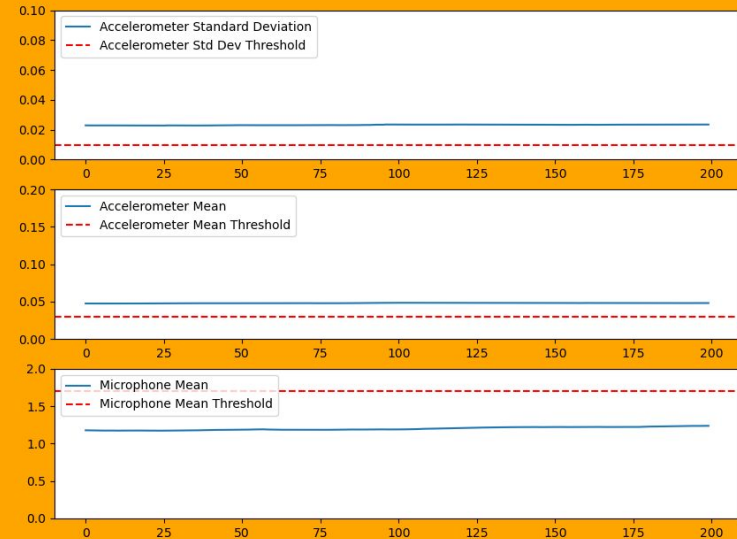 0.10
Accelerometer Standard Deviation
0.08
Accelerometer Std Dev Threshold
0.06
0.04
0.02
0.00
0 25 50 75 100 125 150 175 200
0.20
Accelerometer Mean
Accelerometer Mean Threshold
0.15
0.10
0.05
0.00
0 25 50 75 100 125 150 175 200
2.0
Microphone Mean
Microphone Mean Threshold
1.5
1.0
0.5
0.0
0 25 50 75 100 125 150 175 200